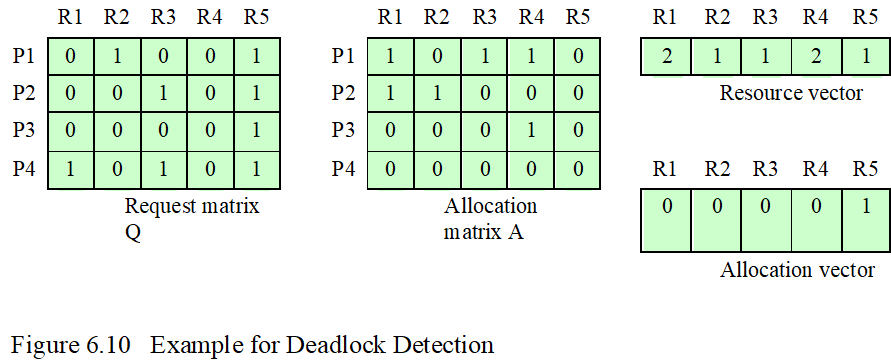 R1 R2 R3 R4 R5
P1 0 1 0 0 1
P2 0 0 1 0 1
P3 0 0 0 0 1
P4 1 0 1 0 1
Request matrix
Q
R1 R2 R3 R4 R5
P1 1 0 1 1 0
P2 1 1 0 0 0
P3 0 0 0 1 0
P4 0 0 0 0 0
Allocation
matrix A
R1 R2 R3 R4 R5
2 1 1 2 1
Resource vector
R1 R2 R3 R4 R5
0 0 0 0 1
Allocation vector
Figure 6.10 Example for Deadlock Detection